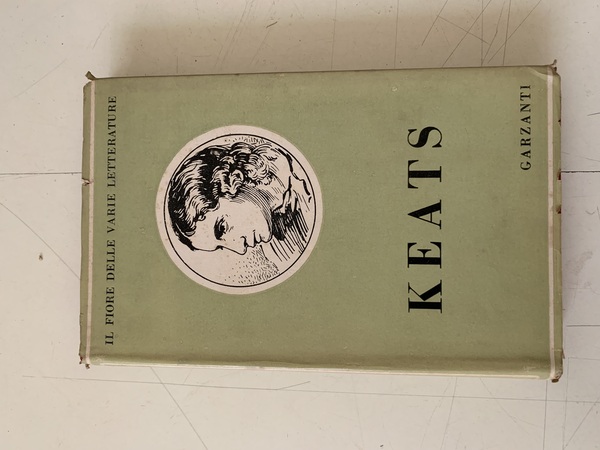 IL FIORE DELLE VARIE LETTERATURE
KEATS
GARZANTI